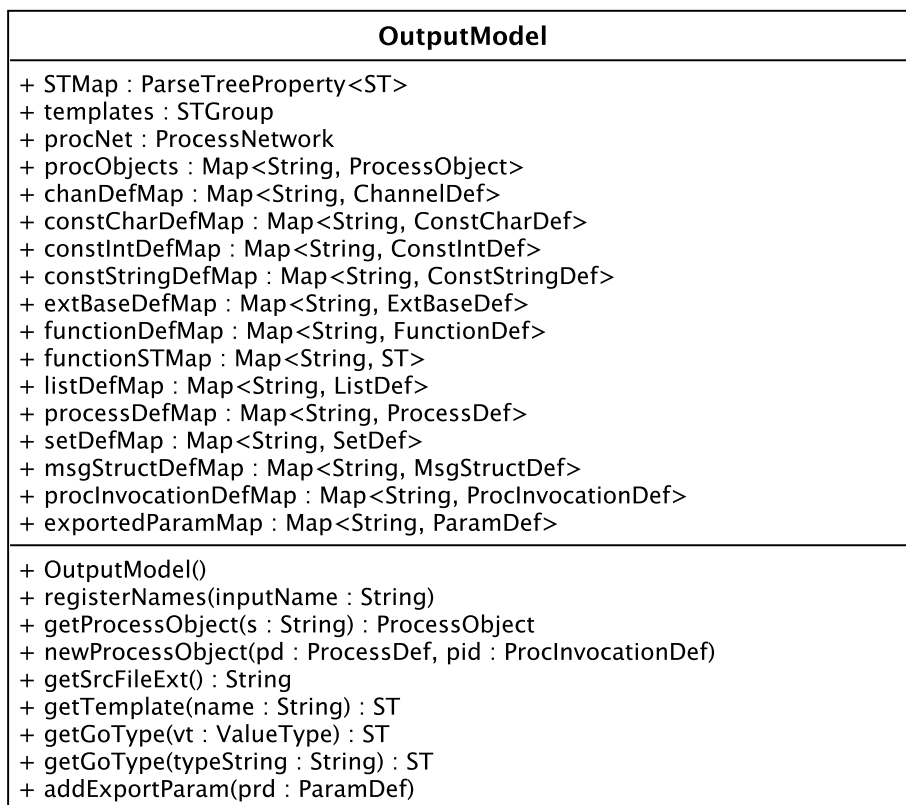 OutputModel
+ STMap : ParseTreeProperty<ST>
+ templates : STGroup
+ procNet : ProcessNetwork
+ procObjects : Map<String, ProcessObject>
+ chanDefMap : Map<String, ChannelDef>
+ constCharDefMap : Map<String, ConstCharDef>
+ constIntDefMap : Map<String, ConstIntDef>
+ constStringDefMap : Map<String, ConstStringDef>
+ extBaseDefMap : Map<String, ExtBaseDef>
+ functionDefMap : Map<String, FunctionDef>
+ functionSTMap : Map<String, ST>
+ listDefMap : Map<String, ListDef>
+ processDefMap : Map<String, ProcessDef>
+ setDefMap : Map<String, SetDef>
+ msgStructDefMap : Map<String, MsgStructDef>
+ procInvocationDefMap : Map<String, ProcInvocationDef>
+ exportedParamMap : Map<String, ParamDef>
+ OutputModel()
+ registerNames(inputName : String)
+ getProcessObject(s : String) : ProcessObject
+ newProcessObject(pd : ProcessDef, pid : ProcInvocationDef)
+ getSrcFileExt() : String
+ getTemplate(name : String) : ST
+ getGoType(vt : ValueType) : ST
+ getGoType(typeString : String) : ST
+ addExportParam(prd : ParamDef)